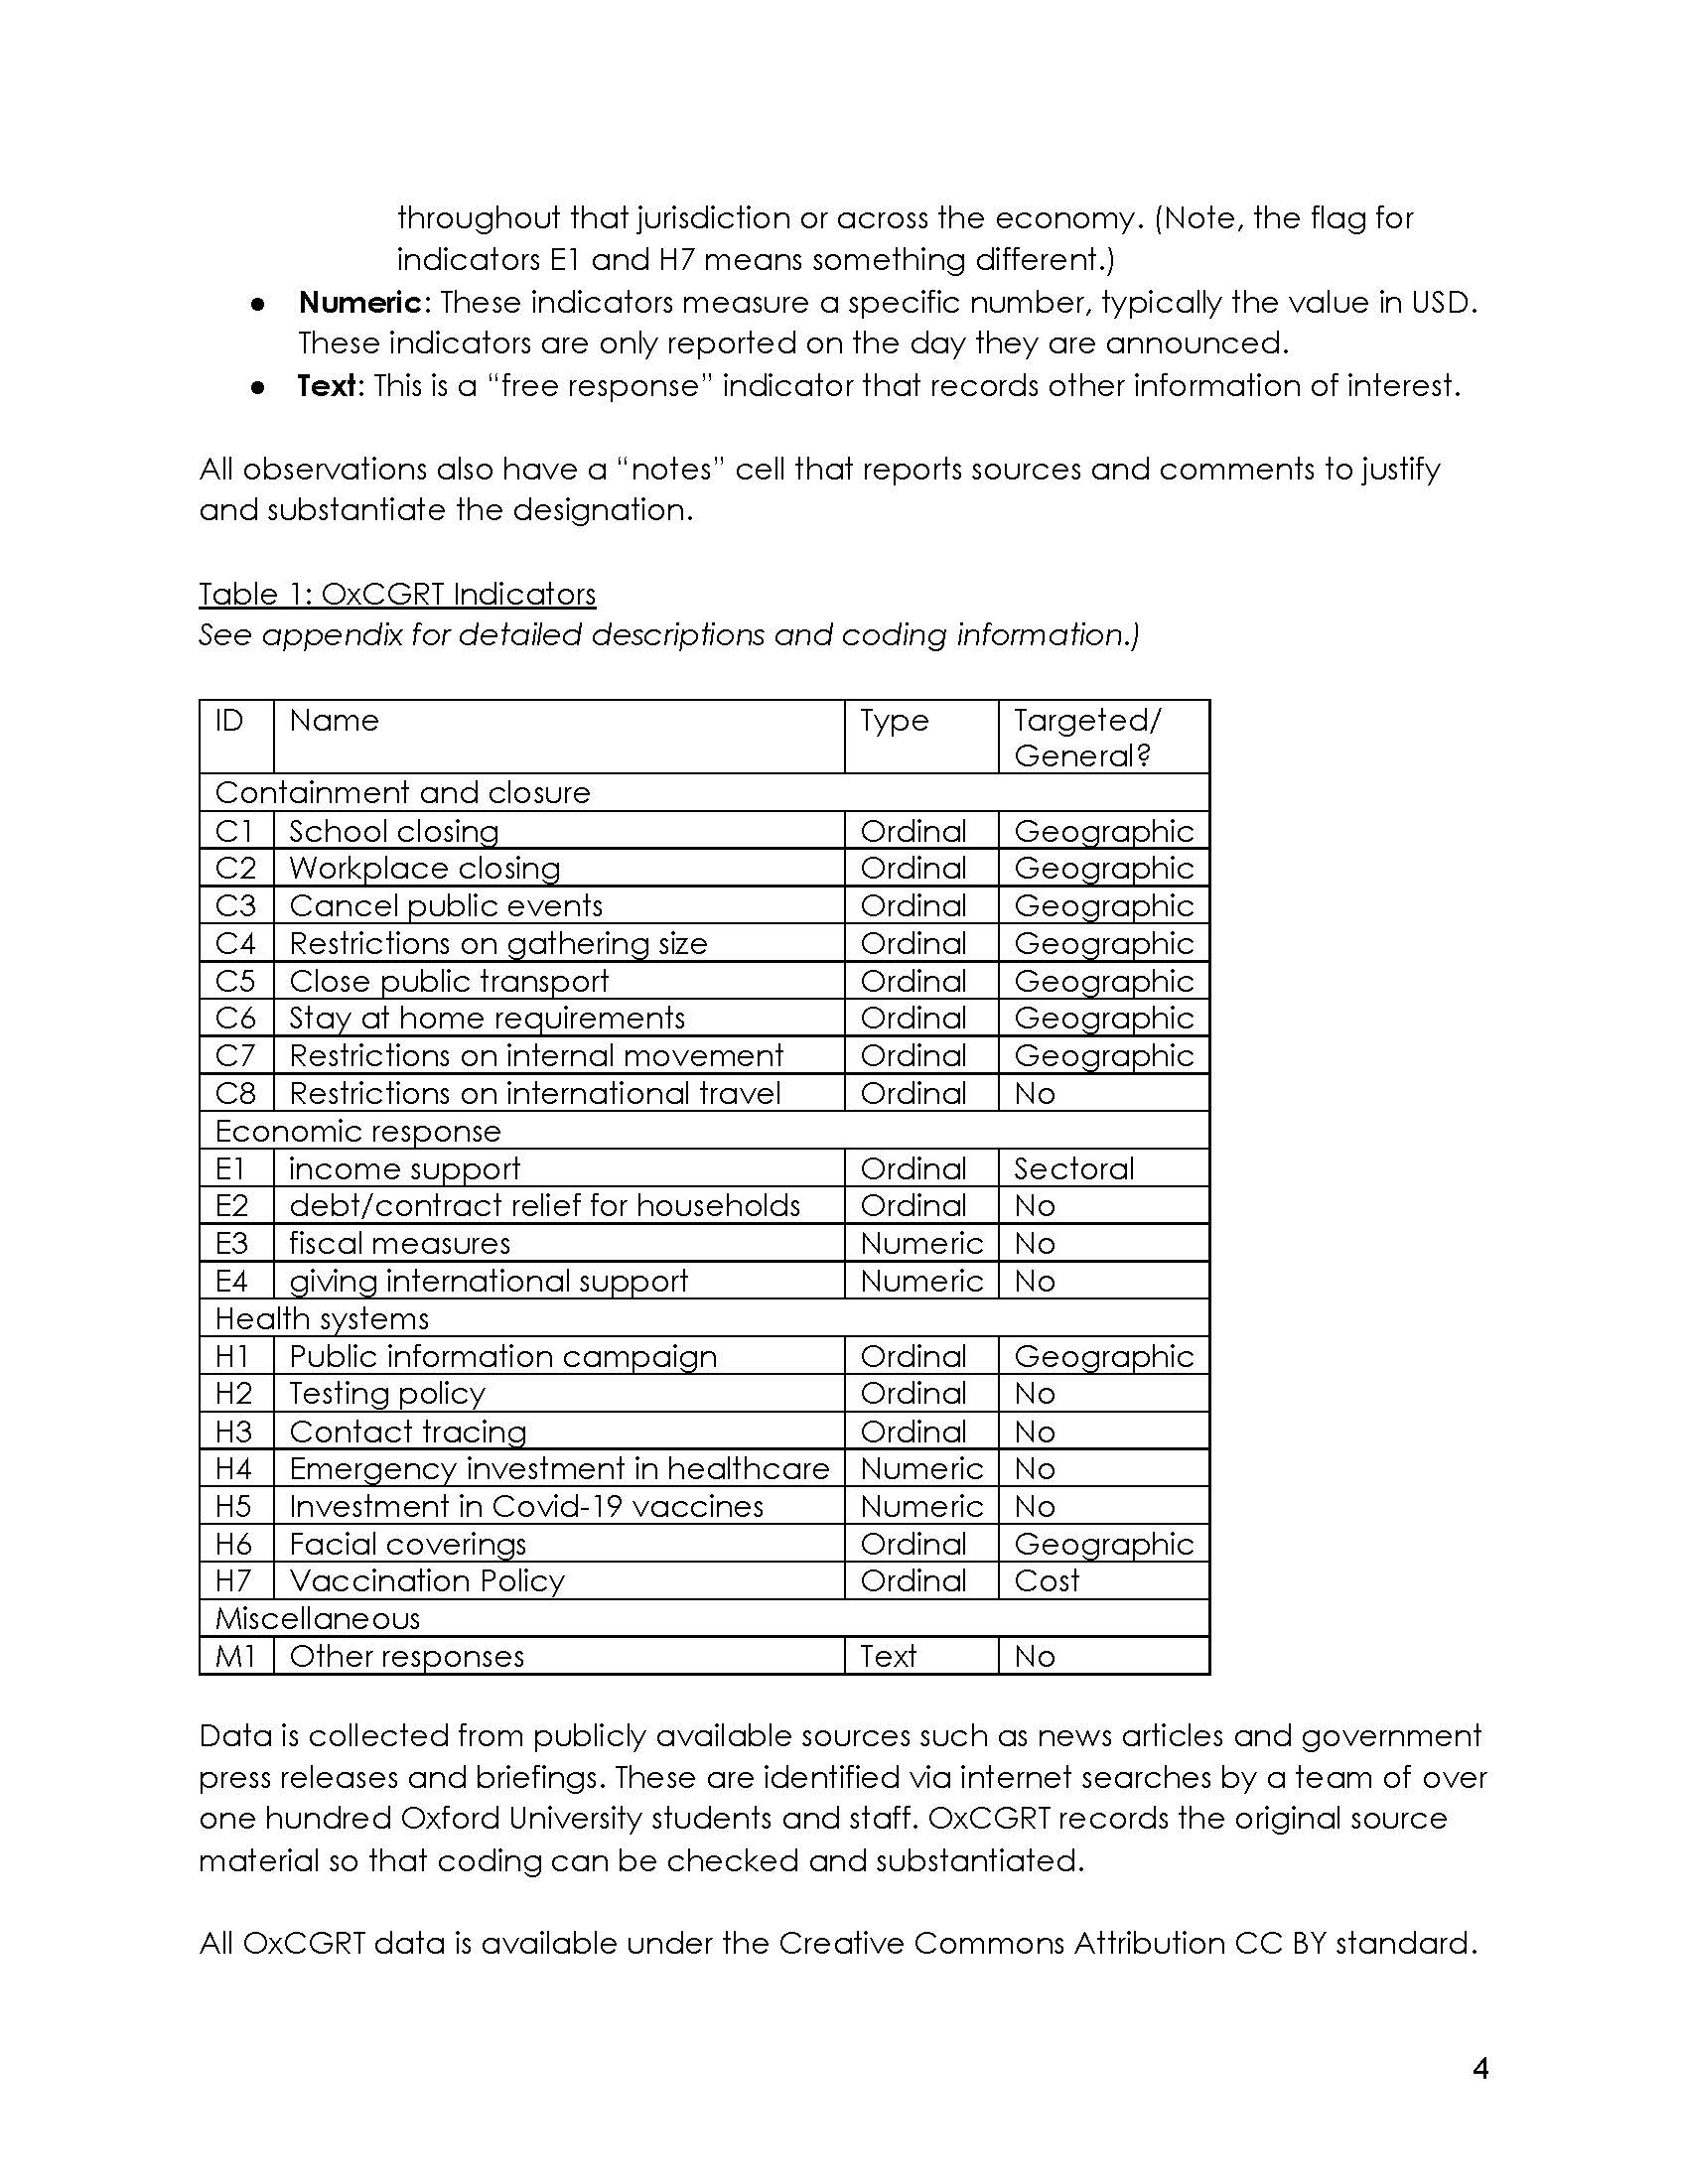 throughout that jurisdiction or across the economy. (Note, the flag for
indicators E1 and H7 means something different.)
● Numeric: These indicators measure a specific number, typically the value in USD.
These indicators are only reported on the day they are announced.
● Text: This is a “free response” indicator that records other information of interest.
All observations also have a “notes” cell that reports sources and comments to justify
and substantiate the designation.
Table 1: OxCGRT Indicators
See appendix for detailed descriptions and coding information.)
ID Name Type Targeted/
General?
Containment and closure
C1 School closing Ordinal Geographic
C2 Workplace closing Ordinal Geographic
C3 Cancel public events Ordinal Geographic
C4 Restrictions on gathering size Ordinal Geographic
C5 Close public transport Ordinal Geographic
C6 Stay at home requirements Ordinal Geographic
C7 Restrictions on internal movement Ordinal Geographic
C8 Restrictions on international travel Ordinal No
Economic response
E1 income support Ordinal Sectoral
E2 debt/contract relief for households Ordinal No
E3 fiscal measures Numeric No
E4 giving international support Numeric No
Health systems
H1 Public information campaign Ordinal Geographic
H2 Testing policy Ordinal No
H3 Contact tracing Ordinal No
H4 Emergency investment in healthcare Numeric No
H5 Investment in Covid-19 vaccines Numeric No
H6 Facial coverings Ordinal Geographic
H7 Vaccination Policy Ordinal Cost
Miscellaneous
M1 Other responses Text No
Data is collected from publicly available sources such as news articles and government
press releases and briefings. These are identified via internet searches by a team of over
one hundred Oxford University students and staff. OxCGRT records the original source
material so that coding can be checked and substantiated.
All OxCGRT data is available under the Creative Commons Attribution CC BY standard.
4